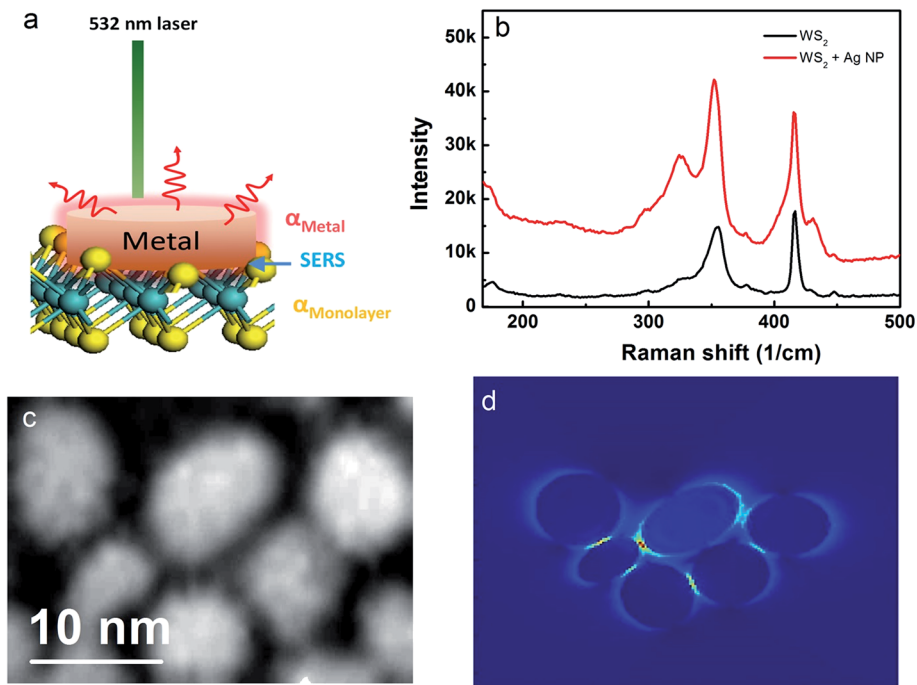 a
532 nm laser
Metal
α Metal
SERS
α Monolayer
b
WS2
WS2 + Ag NP
50k
40k
30k
20k
10k
0
Intensity
200
300
400
500
Raman shift (1/cm)
c
10 nm
d